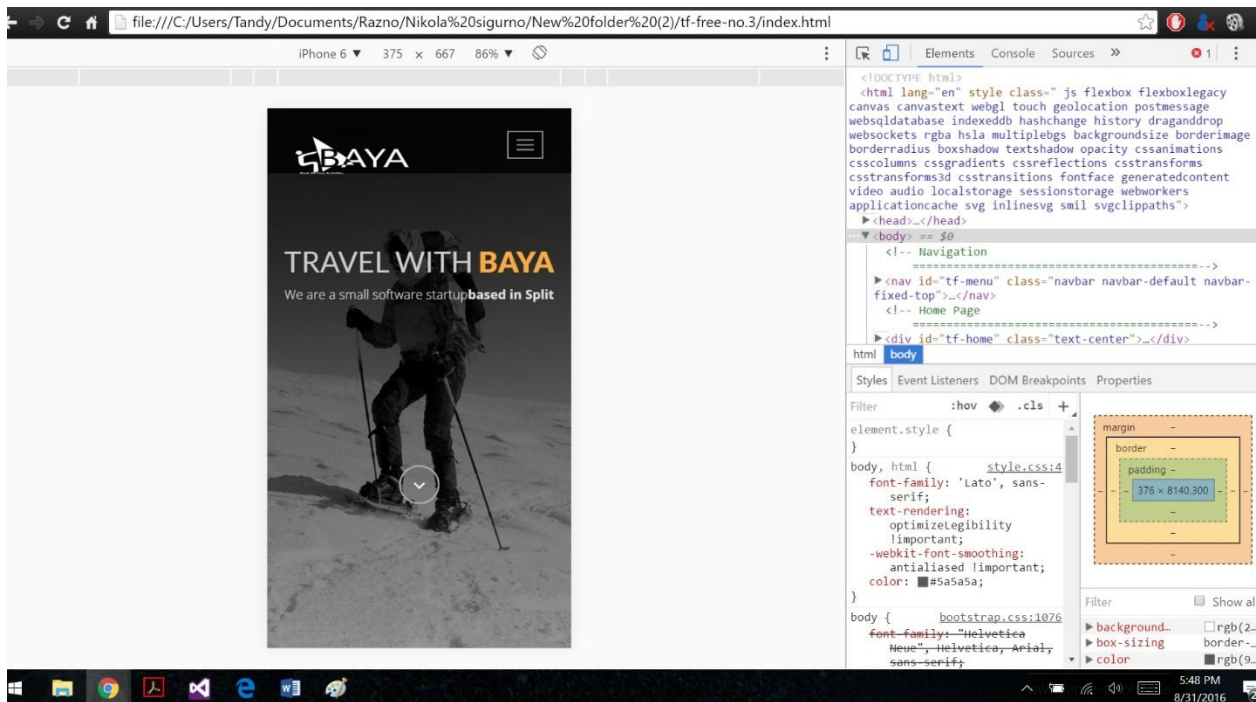 file:///C:/Users/Tandy/Documents/Razno/Nikola%20sigurno/New%20folder%20(2)/tf-free-no.3/index.html
iPhone 6 ▼ 375 × 667 86% ▼
BAYA
TRAVEL WITH BAYA
We are a small software startupbased in Split
Elements Console Sources » 1
<!DOCTYPE html>
<html lang="en" style class=" js flexbox flexboxlegacy
canvas canvastext webgl touch geolocation postmessage
websqldatabase indexeddb hashchange history draganddrop
websockets rgba hsla multiplebgs backgroundsize borderimage
borderradius boxshadow textshadow opacity cssanimations
csscolumns cssgradients cssreflections csstransforms
csstransforms3d csstransitions fontface generatedcontent
video audio localstorage sessionstorage webworkers
applicationcache svg inlinesvg smil svgclippaths">
▶<head>…</head>
…▼<body> == $0
<!-- Navigation
==========================================-->
▶<nav id="tf-menu" class="navbar navbar-default navbar-
fixed-top">…</nav>
<!-- Home Page
==========================================-->
▶<div id="tf-home" class="text-center">…</div>
html body
Styles Event Listeners DOM Breakpoints Properties
Filter :hov .cls +
element.style {
}
body, html { style.css:4
font-family: 'Lato', sans-
serif;
text-rendering:
optimizeLegibility
!important;
-webkit-font-smoothing:
antialiased !important;
color: #5a5a5a;
}
body { bootstrap.css:1076
font-family: "Helvetica
Neue", Helvetica, Arial,
sans-serif;
margin –
border –
padding –
376 × 8140.300
Filter Show al
▶ background… rgb(2…
▶ box-sizing border-…
▶ color rgb(9…
5:48 PM
8/31/2016